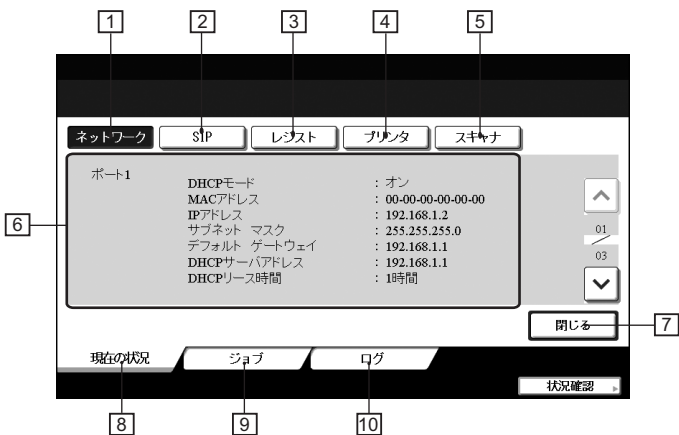 1 2 3 4 5
ネットワーク SIP レジスト プリンタ スキャナ
ポート1
DHCPモード : オン
MACアドレス : 00-00-00-00-00-00
IPアドレス : 192.168.1.2
サブネット マスク : 255.255.255.0
デフォルト ゲートウェイ : 192.168.1.1
DHCPサーバアドレス : 192.168.1.1
DHCPリース時間 : 1時間
6
01
03
閉じる 7
現在の状況 ジョブ ログ
状況確認
8 9 10